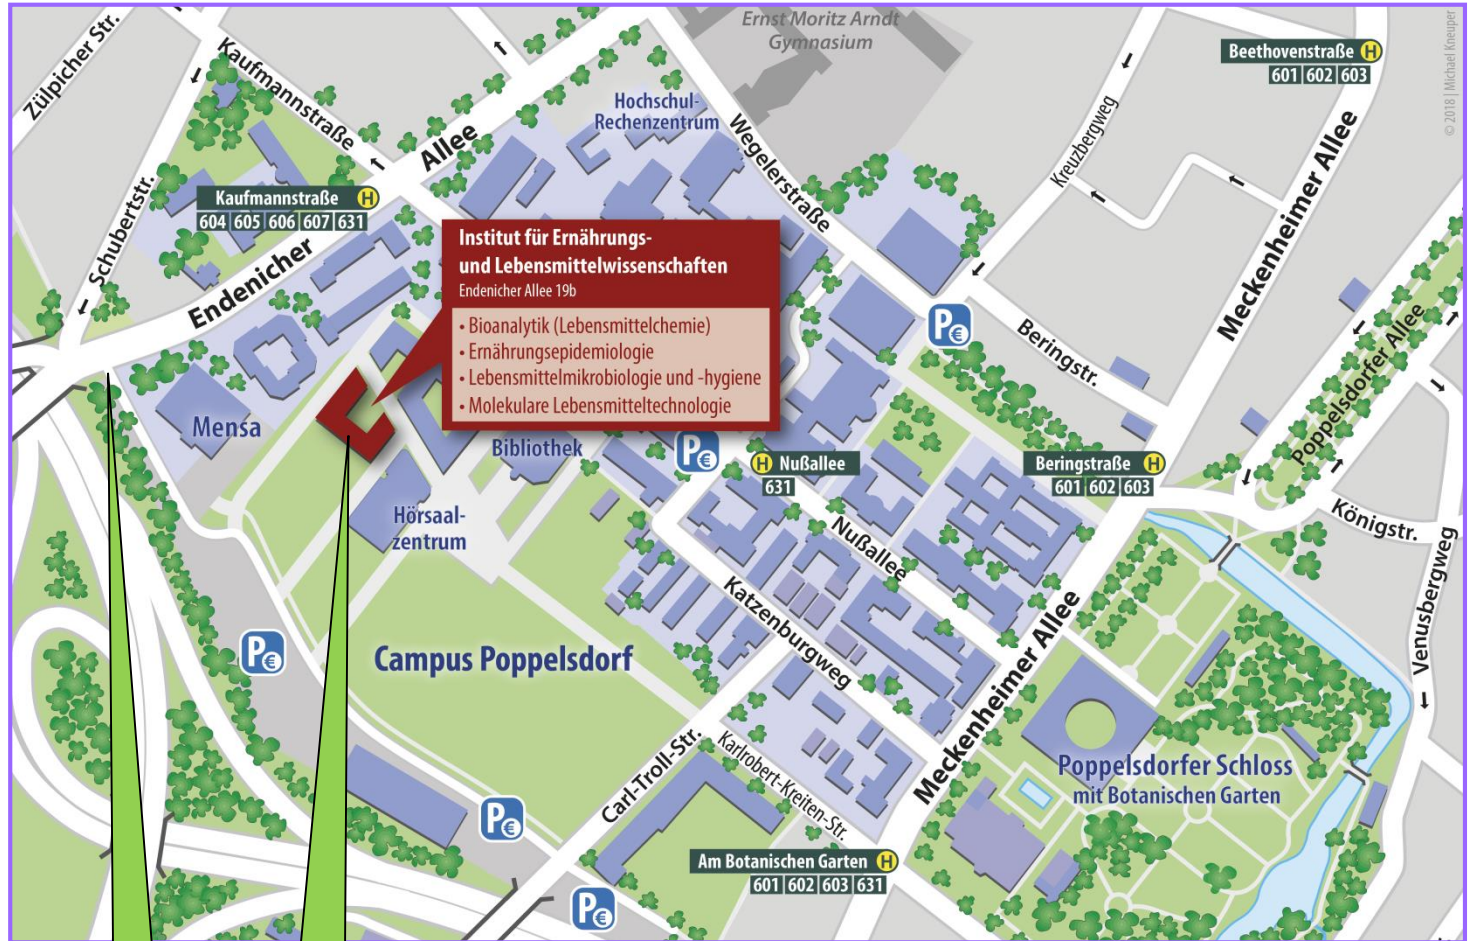 Ernst Moritz Arndt
Gymnasium
Beethovenstraße H
601 602 603
© 2018 | Michael Kneuper
Zülpicher Str.
Kaufmannstraße
Hochschul-
Rechenzentrum
Wegelerstraße
Kreuzbergweg
Allee
Kaufmannstraße H
604 605 606 607 631
Schubertstr.
Endenicher
Institut für Ernährungs-
und Lebensmittelwissenschaften
Endenicher Allee 19b
• Bioanalytik (Lebensmittelchemie)
• Ernährungsepidemiologie
• Lebensmittelmikrobiologie und -hygiene
• Molekulare Lebensmitteltechnologie
Meckenheimer Allee
P€
Beringstr.
Poppelsdorfer Allee
Mensa
Bibliothek
P€
H Nußallee
631
Beringstraße H
601 602 603
Hörsaal-
zentrum
Königstr.
Nußallee
Venusbergweg
Katzenburgweg
P€
Campus Poppelsdorf
Meckenheimer Allee
Carl-Troll-Str.
Karlrobert-Kreiten-Str.
Poppelsdorfer Schloss
mit Botanischen Garten
P€
Am Botanischen Garten H
601 602 603 631
P€